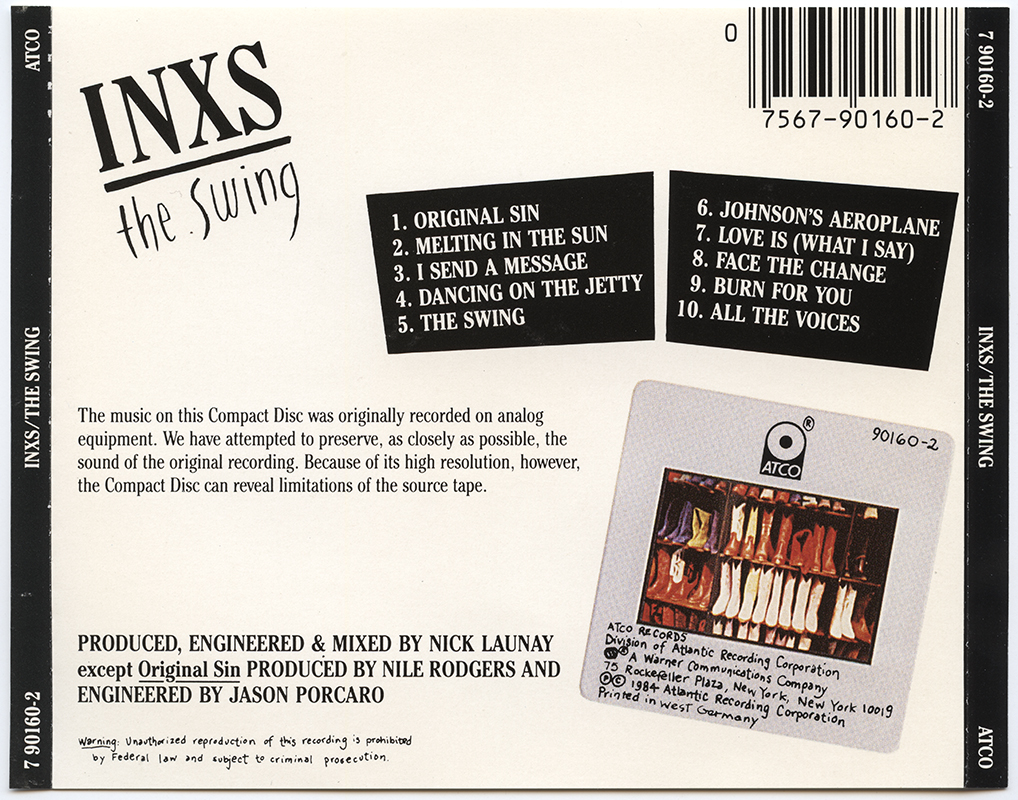 ATCO
INXS/THE SWING
7 90160-2
INXS
the Swing
0
7567-90160-2
1. ORIGINAL SIN
2. MELTING IN THE SUN
3. I SEND A MESSAGE
4. DANCING ON THE JETTY
5. THE SWING
6. JOHNSON'S AEROPLANE
7. LOVE IS (WHAT I SAY)
8. FACE THE CHANGE
9. BURN FOR YOU
10. ALL THE VOICES
The music on this Compact Disc was originally recorded on analog
equipment. We have attempted to preserve, as closely as possible, the
sound of the original recording. Because of its high resolution, however,
the Compact Disc can reveal limitations of the source tape.
PRODUCED, ENGINEERED & MIXED BY NICK LAUNAY
except Original Sin PRODUCED BY NILE RODGERS AND
ENGINEERED BY JASON PORCARO
Warning: Unauthorized reproduction of this recording is prohibited
by Federal law and subject to criminal prosecution.
®
ATCO
90160-2
ATCO RECORDS
Division of Atlantic Recording Corporation
A Warner Communications Company
75 Rockefeller Plaza, New York, New York 10019
℗ © 1984 Atlantic Recording Corporation
Printed in West Germany
7 90160-2
INXS/THE SWING
ATCO